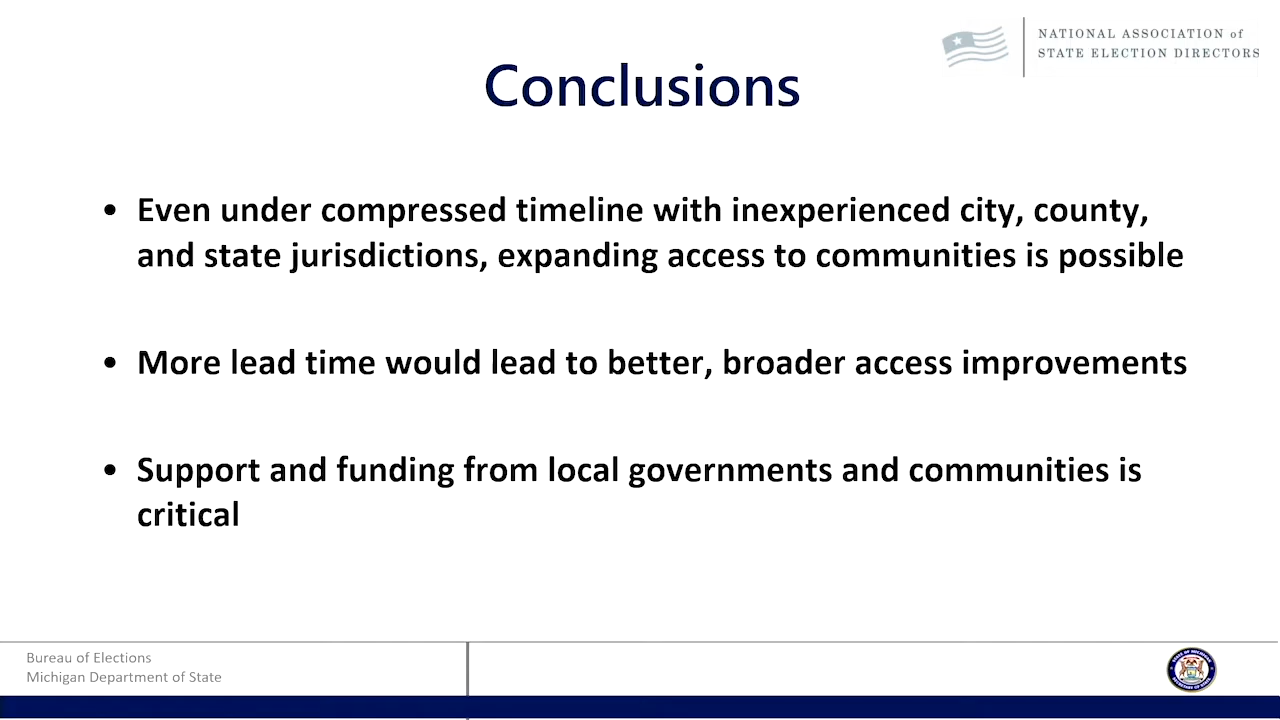 NATIONAL ASSOCIATION of
STATE ELECTION DIRECTORS
Conclusions
• Even under compressed timeline with inexperienced city, county,
and state jurisdictions, expanding access to communities is possible
• More lead time would lead to better, broader access improvements
• Support and funding from local governments and communities is
critical
Bureau of Elections
Michigan Department of State